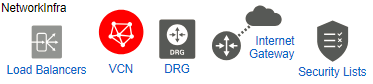 NetworkInfra
Load Balancers
VCN
DRG
DRG
Internet
Gateway
Security Lists